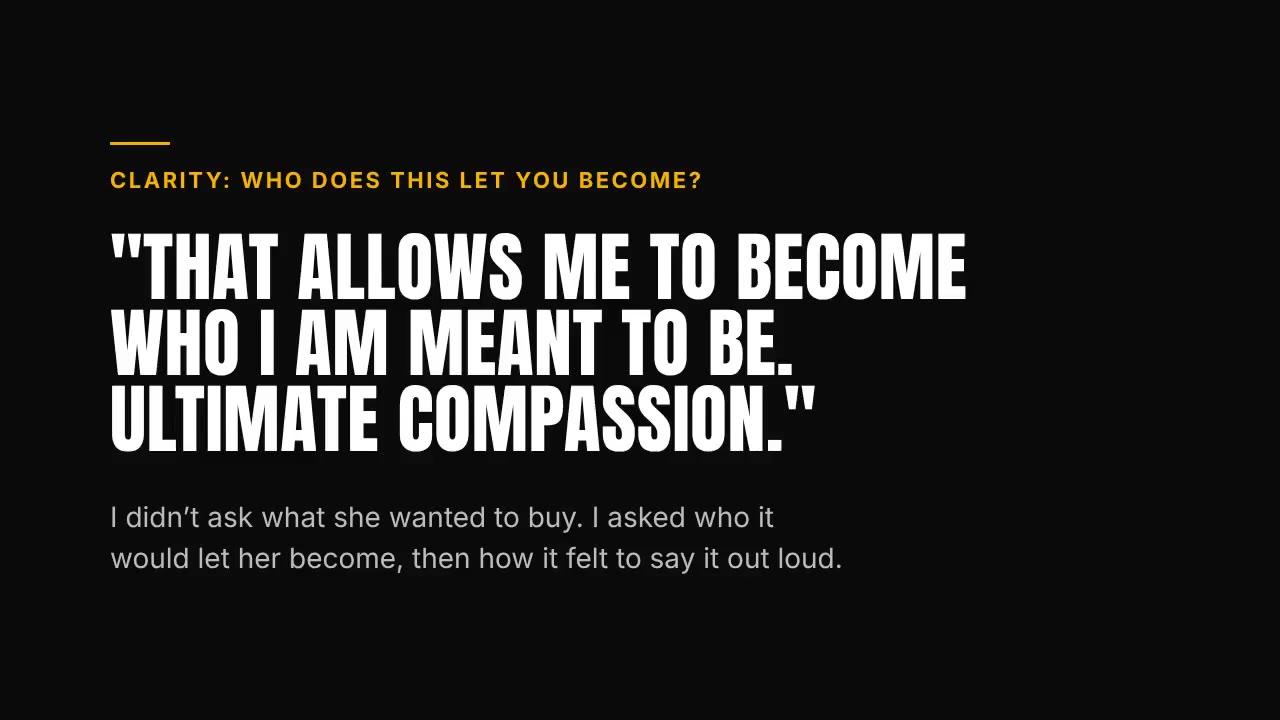 CLARITY: WHO DOES THIS LET YOU BECOME?
"THAT ALLOWS ME TO BECOME
WHO I AM MEANT TO BE.
ULTIMATE COMPASSION."
I didn’t ask what she wanted to buy. I asked who it
would let her become, then how it felt to say it out loud.